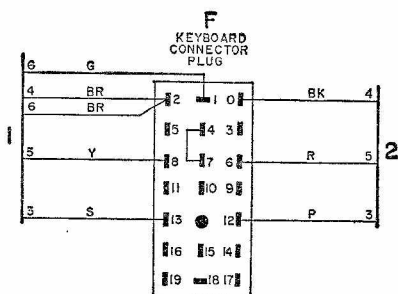 F
KEYBOARD
CONNECTOR
PLUG
6 G
4 BR 2 1 0 BK 4
6 BR
5 4 3
5 Y 8 7 6 R 5
1 2
11 10 9
3 S 13 12 P 3
16 15 14
19 18 17